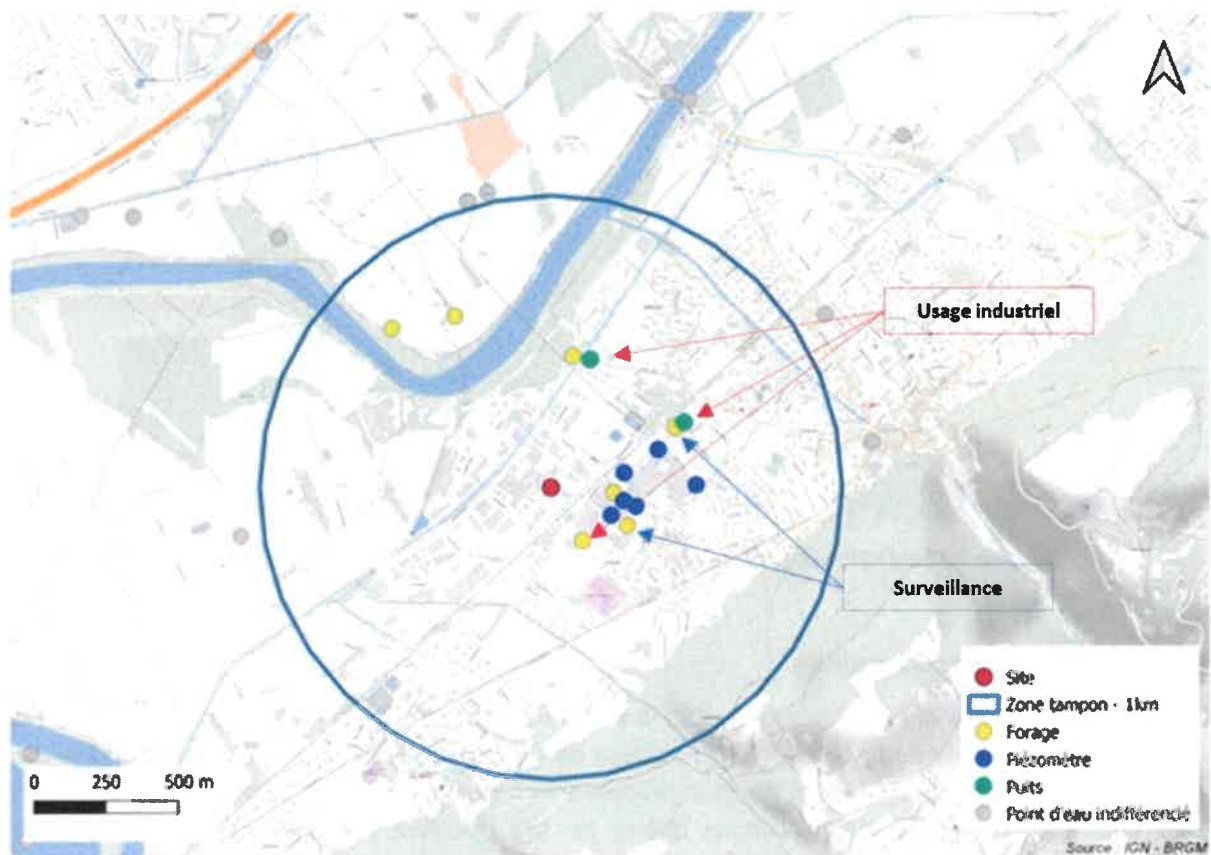 Usage industriel
Surveillance
Site
Zone tampon - 1km
Forage
Piézomètre
Puits
Point d'eau indifférencié
0 250 500 m
Source : IGN - BRGM